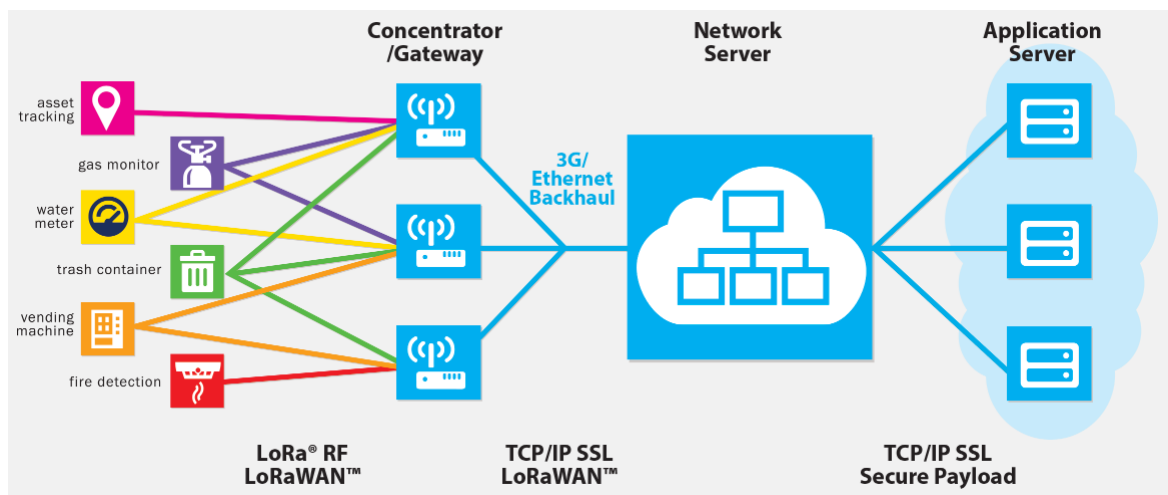 Concentrator
/Gateway
Network
Server
Application
Server
asset
tracking
gas monitor
water
meter
trash container
vending
machine
fire detection
3G/
Ethernet
Backhaul
LoRa® RF
LoRaWAN™
TCP/IP SSL
LoRaWAN™
TCP/IP SSL
Secure Payload